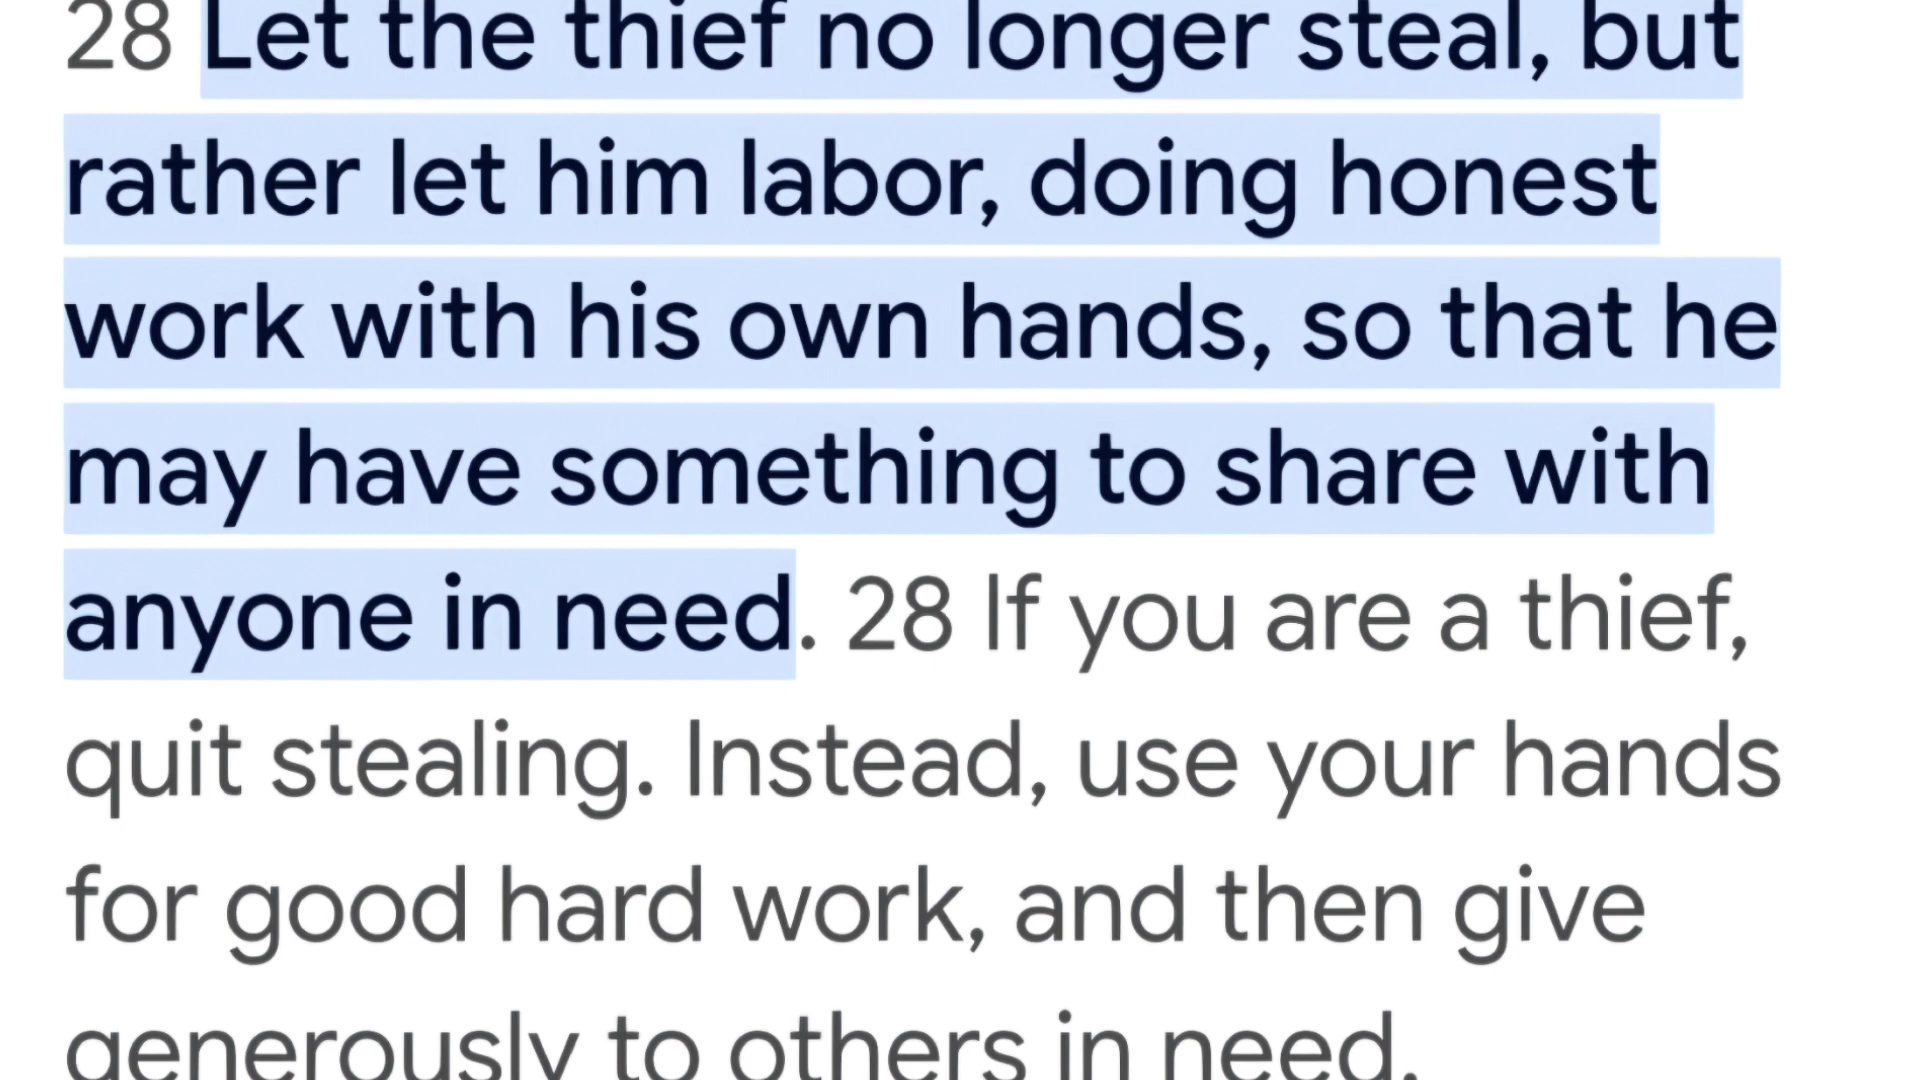 28 Let the thief no longer steal, but
rather let him labor, doing honest
work with his own hands, so that he
may have something to share with
anyone in need. 28 If you are a thief,
quit stealing. Instead, use your hands
for good hard work, and then give
generously to others in need.